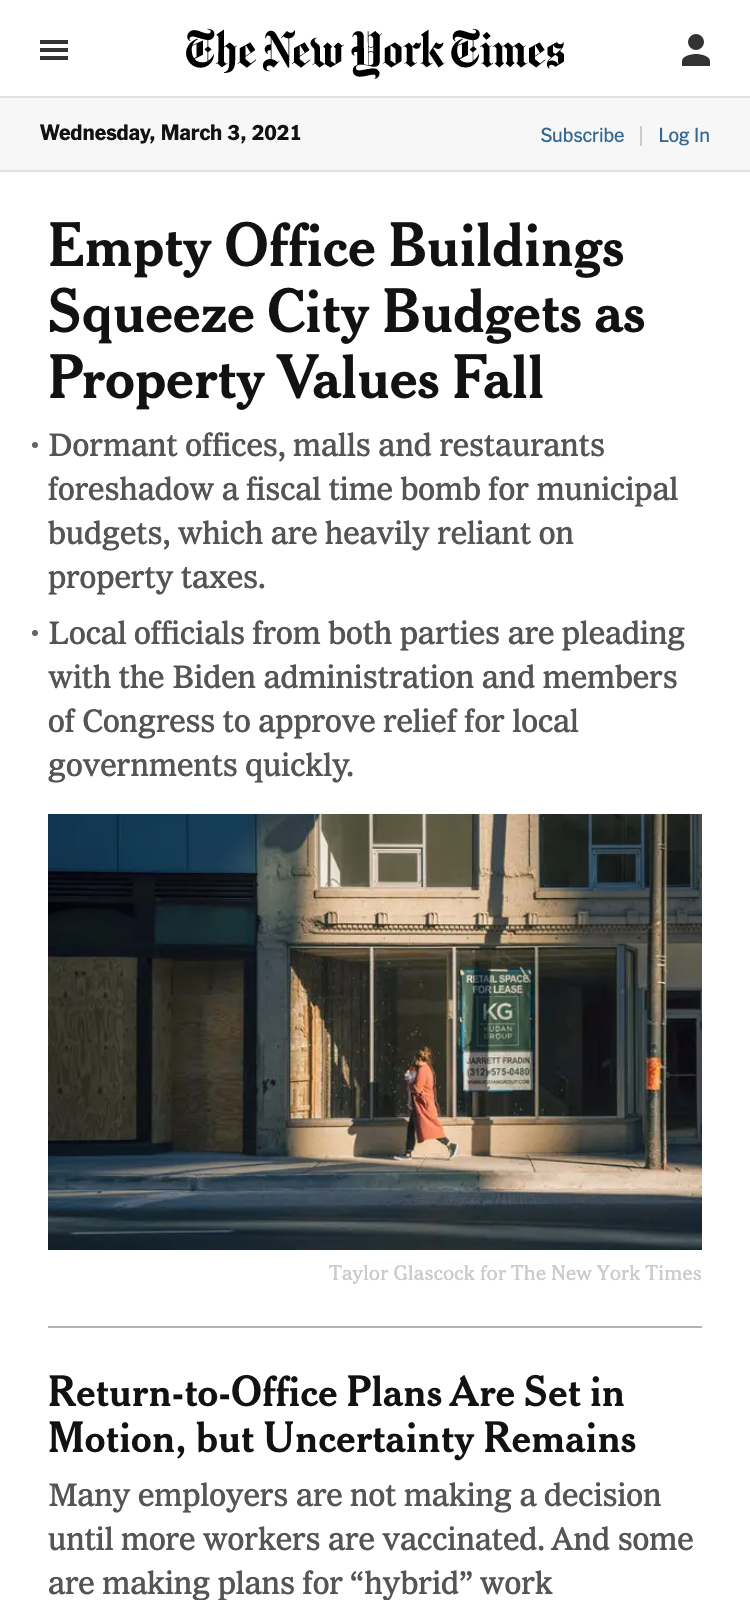 The New York Times
Wednesday, March 3, 2021
Subscribe | Log In
Empty Office Buildings
Squeeze City Budgets as
Property Values Fall
• Dormant offices, malls and restaurants
foreshadow a fiscal time bomb for municipal
budgets, which are heavily reliant on
property taxes.
• Local officials from both parties are pleading
with the Biden administration and members
of Congress to approve relief for local
governments quickly.
RETAIL SPACE
FOR LEASE
KG
KUDAN
GROUP
JARRETT FRADIN
(312) 575-0480
WWW.KUDANGROUP.COM
Taylor Glascock for The New York Times
Return-to-Office Plans Are Set in
Motion, but Uncertainty Remains
Many employers are not making a decision
until more workers are vaccinated. And some
are making plans for “hybrid” work